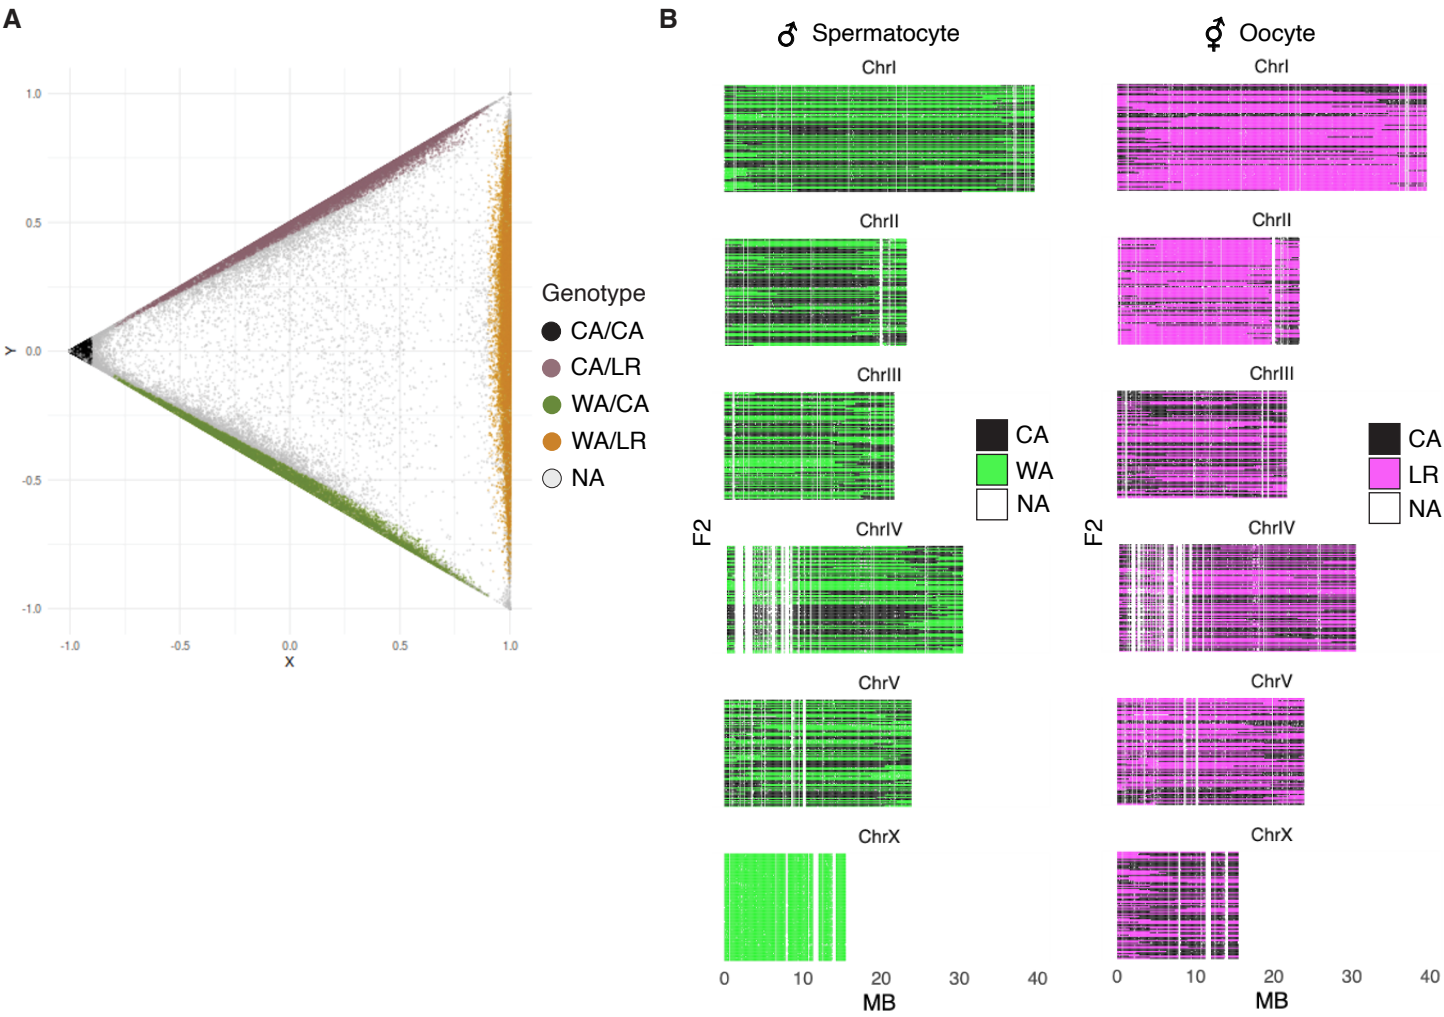 A
1.0
0.5
0.0
-0.5
-1.0
Y
-1.0
-0.5
0.0
0.5
1.0
X
Genotype
CA/CA
CA/LR
WA/CA
WA/LR
NA
B
♂ Spermatocyte
ChrI
ChrII
ChrIII
ChrIV
ChrV
ChrX
F2
0 10 20 30 40
MB
CA
WA
NA
⚥ Oocyte
ChrI
ChrII
ChrIII
ChrIV
ChrV
ChrX
F2
0 10 20 30 40
MB
CA
LR
NA